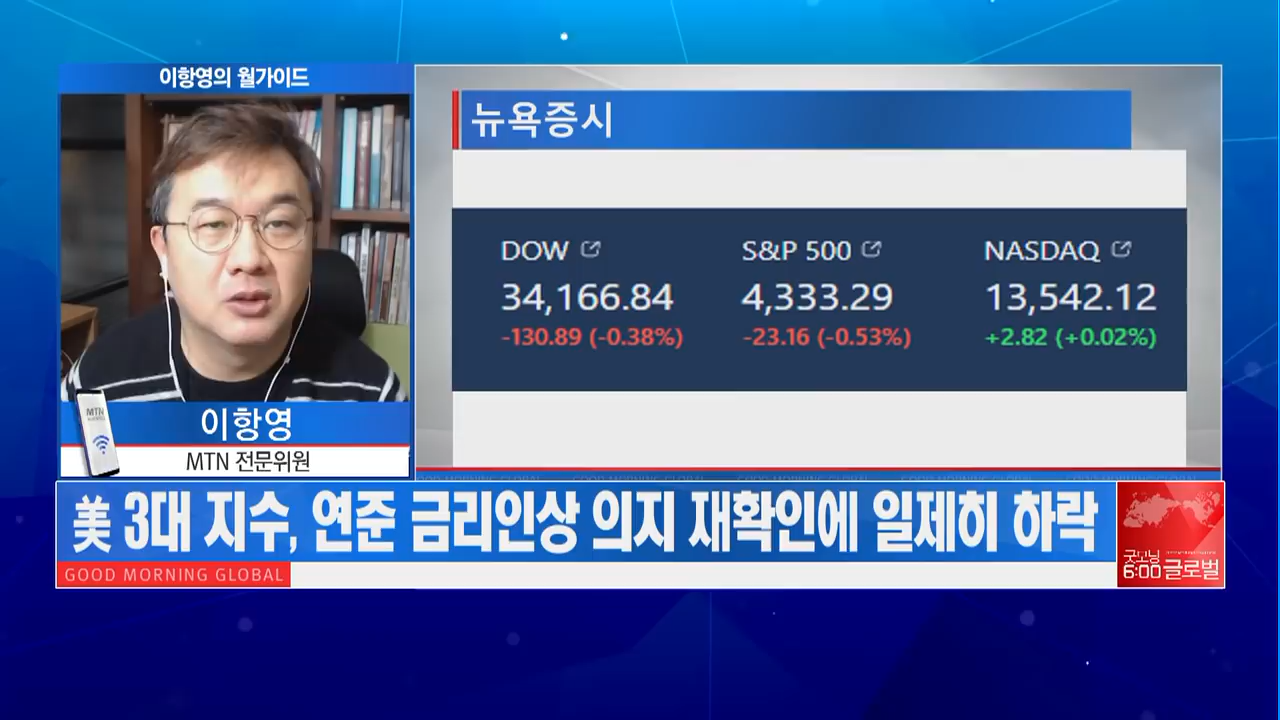 이항영의 월가이드
뉴욕증시
DOW S&P 500 NASDAQ
34,166.84 4,333.29 13,542.12
-130.89 (-0.38%) -23.16 (-0.53%) +2.82 (+0.02%)
MTN
이항영
MTN 전문위원
美 3대 지수, 연준 금리인상 의지 재확인에 일제히 하락
GOOD MORNING GLOBAL
굿모닝
6:00 글로벌